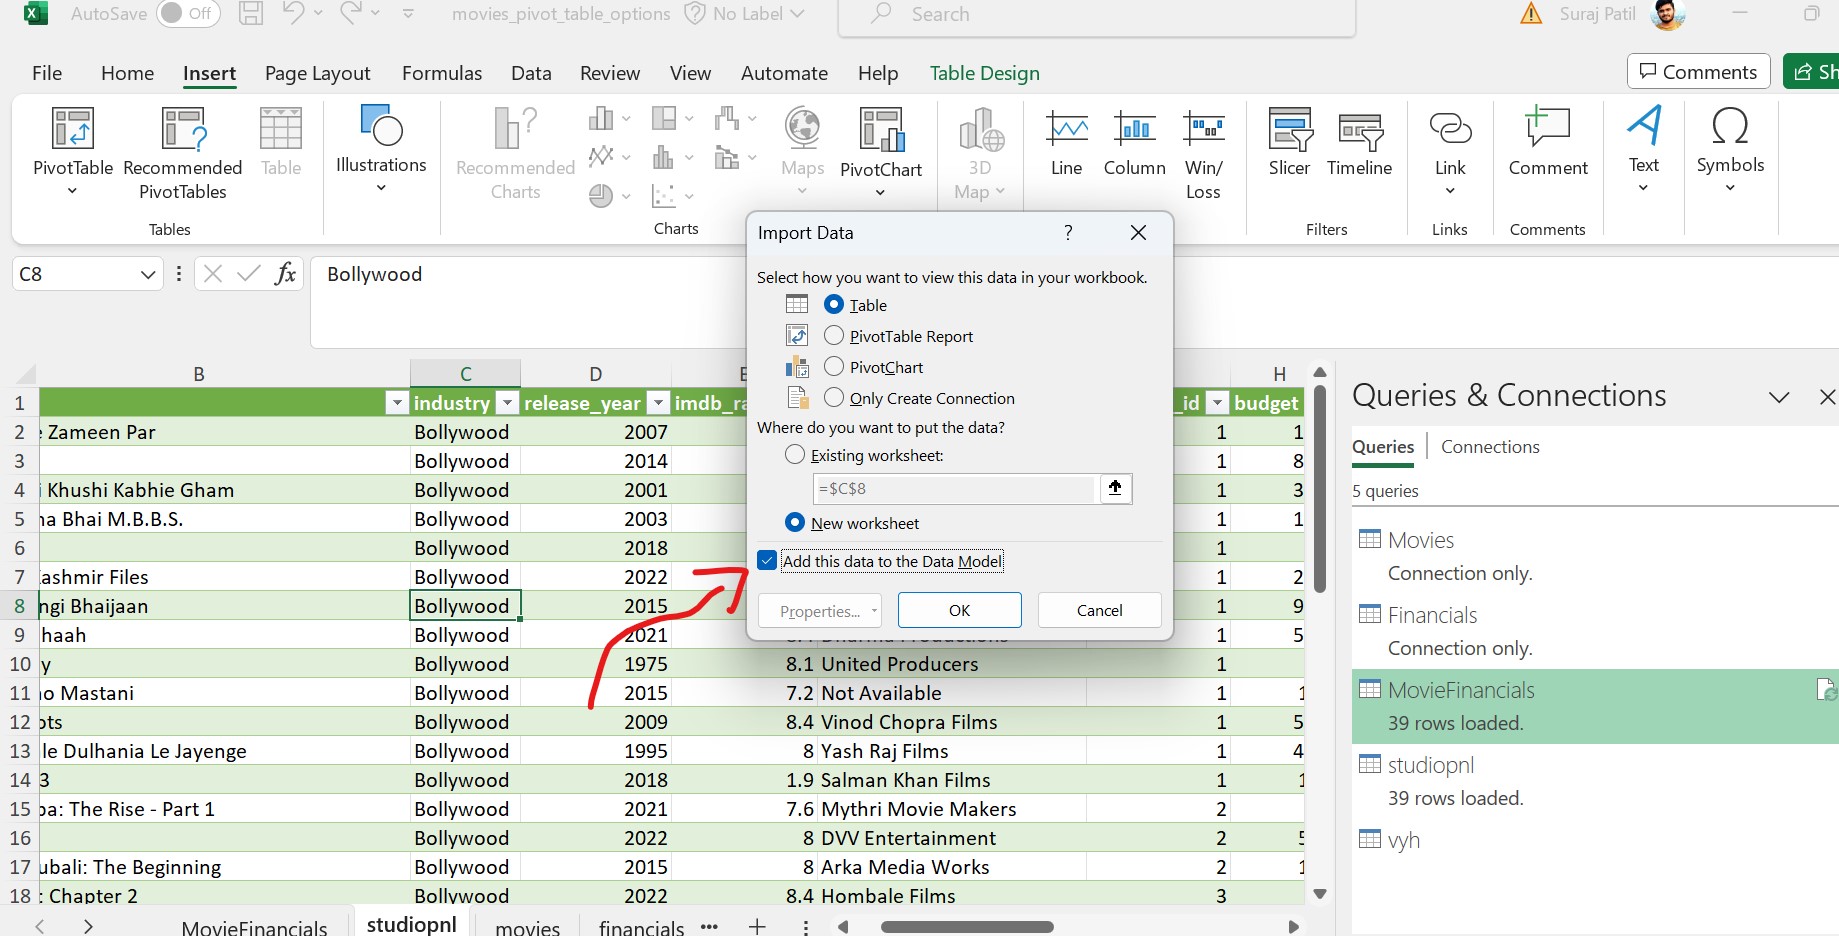 AutoSave Off movies_pivot_table_options No Label Search Suraj Patil
File Home Insert Page Layout Formulas Data Review View Automate Help Table Design Comments Sh
PivotTable Recommended PivotTables Table Illustrations Recommended Charts Maps PivotChart 3D Map Line Column Win/Loss Slicer Timeline Link Comment Text Symbols
Tables Charts Filters Links Comments
C8 fx Bollywood
Import Data ?
Select how you want to view this data in your workbook.
Table
PivotTable Report
PivotChart
Only Create Connection
Where do you want to put the data?
Existing worksheet:
=$C$8
New worksheet
Add this data to the Data Model
Properties... OK Cancel
B C D E H
1 industry release_year imdb_ra _id budget
2 e Zameen Par Bollywood 2007 1 1
3 Bollywood 2014 1 8
4 i Khushi Kabhie Gham Bollywood 2001 1 3
5 na Bhai M.B.B.S. Bollywood 2003 1 1
6 Bollywood 2018 1
7 Kashmir Files Bollywood 2022 1 2
8 ngi Bhaijaan Bollywood 2015 1 9
9 haah Bollywood 2021 1 5
10 y Bollywood 1975 8.1 United Producers 1
11 o Mastani Bollywood 2015 7.2 Not Available 1 1
12 ots Bollywood 2009 8.4 Vinod Chopra Films 1 5
13 le Dulhania Le Jayenge Bollywood 1995 8 Yash Raj Films 1 4
14 3 Bollywood 2018 1.9 Salman Khan Films 1 1
15 pa: The Rise - Part 1 Bollywood 2021 7.6 Mythri Movie Makers 2
16 Bollywood 2022 8 DVV Entertainment 2 5
17 ubali: The Beginning Bollywood 2015 8 Arka Media Works 2 1
18 : Chapter 2 Bollywood 2022 8.4 Hombale Films 3
MovieFinancials studiopnl movies financials
Queries & Connections
Queries Connections
5 queries
Movies
Connection only.
Financials
Connection only.
MovieFinancials
39 rows loaded.
studiopnl
39 rows loaded.
vyh